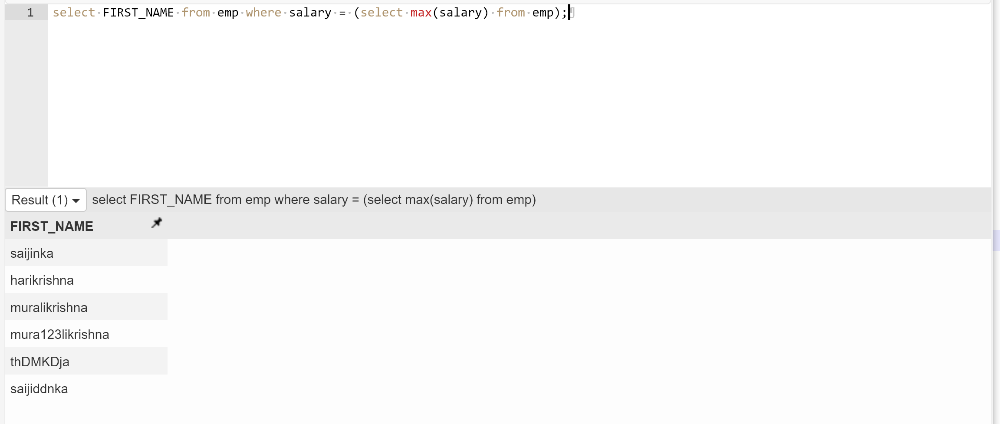 1 select FIRST_NAME from emp where salary = (select max(salary) from emp);
Result (1) select FIRST_NAME from emp where salary = (select max(salary) from emp)
FIRST_NAME
saijinka
harikrishna
muralikrishna
mura123likrishna
thDMKDja
saijiddnka